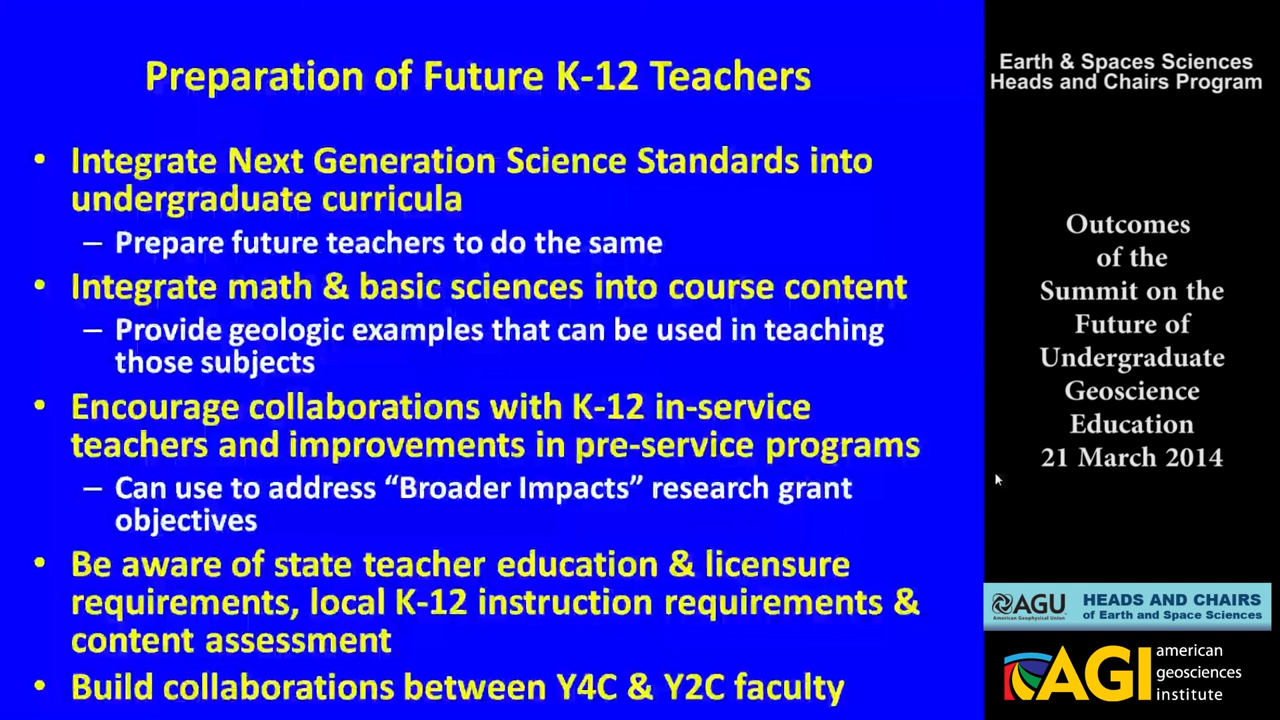 Preparation of Future K-12 Teachers
• Integrate Next Generation Science Standards into
undergraduate curricula
– Prepare future teachers to do the same
• Integrate math & basic sciences into course content
– Provide geologic examples that can be used in teaching
those subjects
• Encourage collaborations with K-12 in-service
teachers and improvements in pre-service programs
– Can use to address “Broader Impacts” research grant
objectives
• Be aware of state teacher education & licensure
requirements, local K-12 instruction requirements &
content assessment
• Build collaborations between Y4C & Y2C faculty
Earth & Spaces Sciences
Heads and Chairs Program
Outcomes
of the
Summit on the
Future of
Undergraduate
Geoscience
Education
21 March 2014
AGU
American Geophysical Union
HEADS AND CHAIRS
of Earth and Space Sciences
AGI
american
geosciences
institute